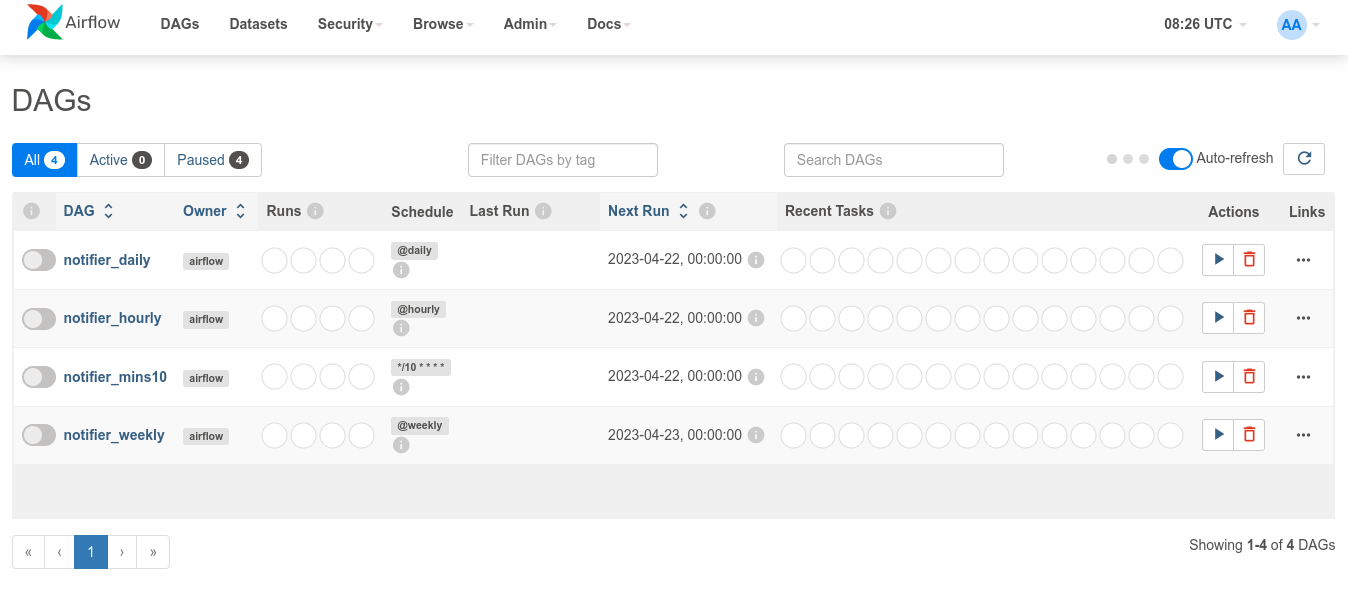 Airflow DAGs Datasets Security Browse Admin Docs 08:26 UTC AA
DAGs
All 4 Active 0 Paused 4 Filter DAGs by tag Search DAGs Auto-refresh
i DAG Owner Runs i Schedule Last Run i Next Run i Recent Tasks i Actions Links
notifier_daily airflow @daily i 2023-04-22, 00:00:00 i
notifier_hourly airflow @hourly i 2023-04-22, 00:00:00 i
notifier_mins10 airflow */10 * * * * i 2023-04-22, 00:00:00 i
notifier_weekly airflow @weekly i 2023-04-23, 00:00:00 i
« ‹ 1 › » Showing 1-4 of 4 DAGs